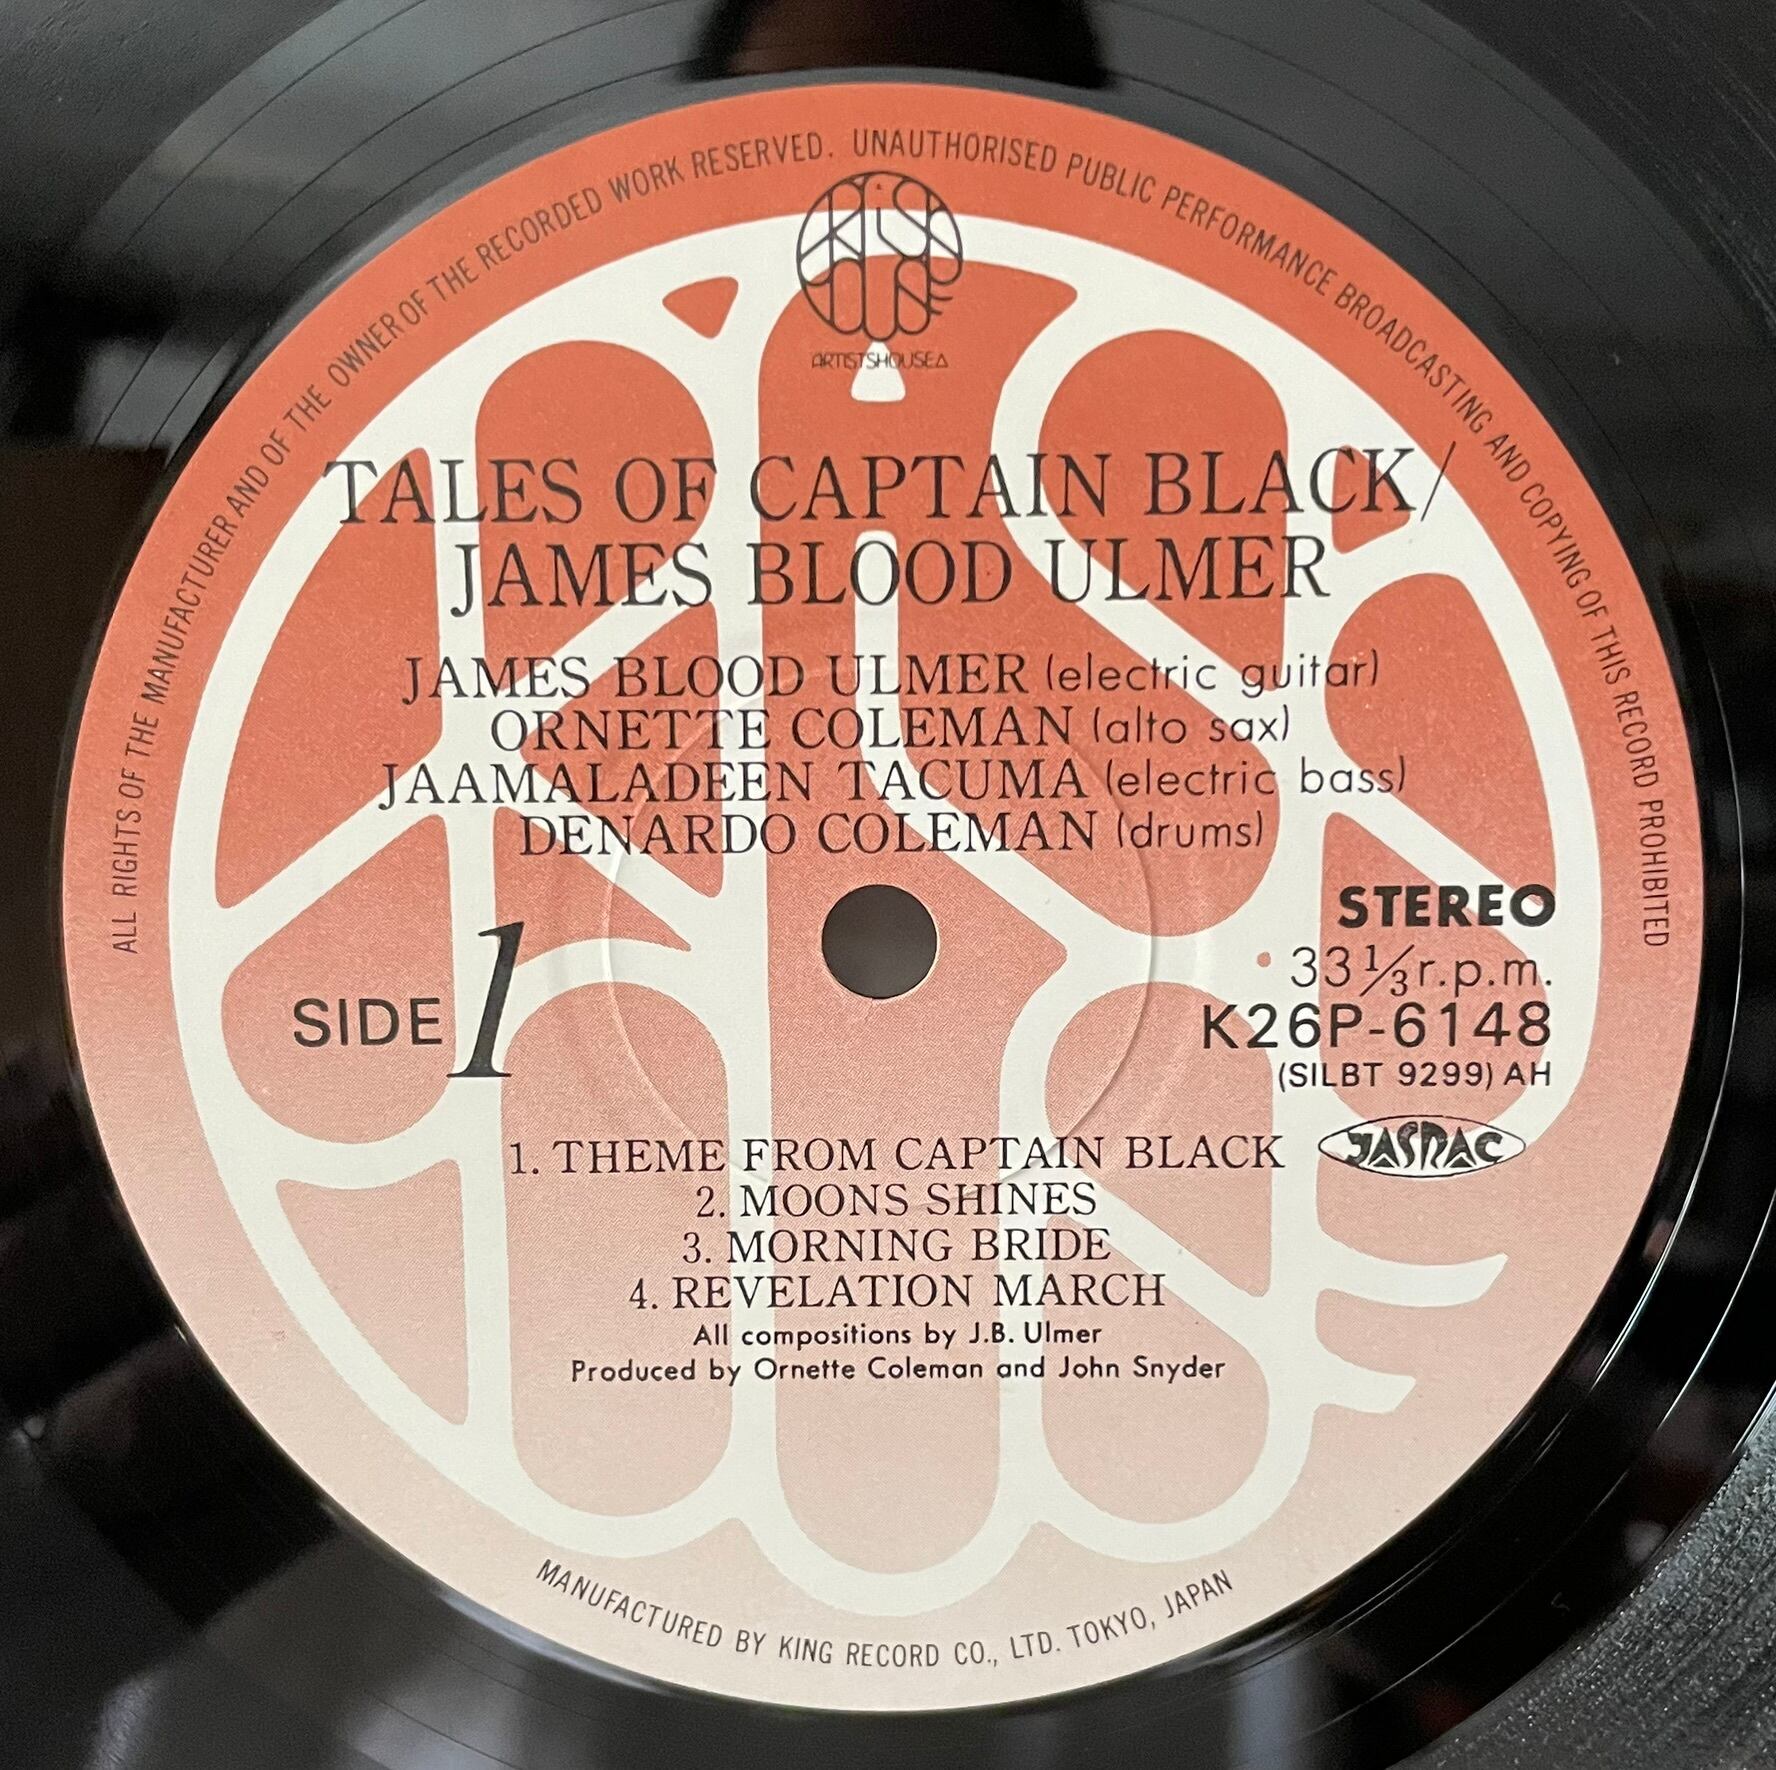 ALL RIGHTS OF THE MANUFACTURER AND OF THE OWNER OF THE RECORDED WORK RESERVED. UNAUTHORISED PUBLIC PERFORMANCE BROADCASTING AND COPYING OF THIS RECORD PROHIBITED
ARTISTSHOUSE
TALES OF CAPTAIN BLACK/
JAMES BLOOD ULMER
JAMES BLOOD ULMER (electric guitar)
ORNETTE COLEMAN (alto sax)
JAAMALADEEN TACUMA (electric bass)
DENARDO COLEMAN (drums)
STEREO
33⅓r.p.m.
SIDE 1
K26P-6148
(SILBT 9299) AH
JASRAC
1. THEME FROM CAPTAIN BLACK
2. MOONS SHINES
3. MORNING BRIDE
4. REVELATION MARCH
All compositions by J.B. Ulmer
Produced by Ornette Coleman and John Snyder
MANUFACTURED BY KING RECORD CO., LTD. TOKYO, JAPAN